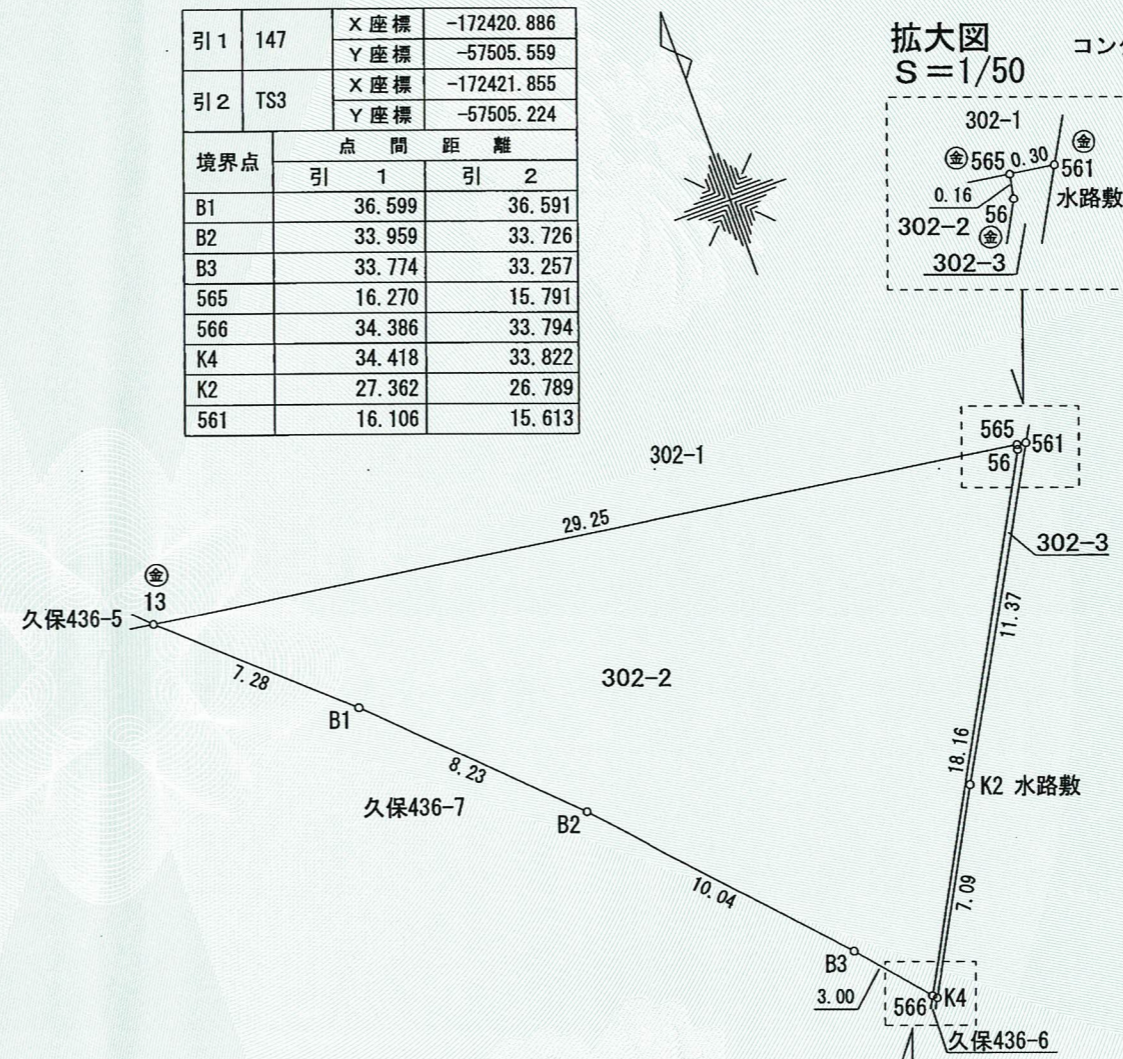 引1 147 X座標 -172420.886
Y座標 -57505.559
引2 TS3 X座標 -172421.855
Y座標 -57505.224
境界点 点間距離
引1 引2
B1 36.599 36.591
B2 33.959 33.726
B3 33.774 33.257
565 16.270 15.791
566 34.386 33.794
K4 34.418 33.822
K2 27.362 26.789
561 16.106 15.613
拡大図
S=1/50
302-1
金 565 0.30 金 561
0.16 水路敷
302-2 56
金
302-3
302-1
565 561
56
29.25
302-3
金
13
久保436-5
11.37
7.28
302-2
B1
18.16
8.23
K2 水路敷
久保436-7
B2
10.04
7.09
B3
3.00
566 K4
久保436-6